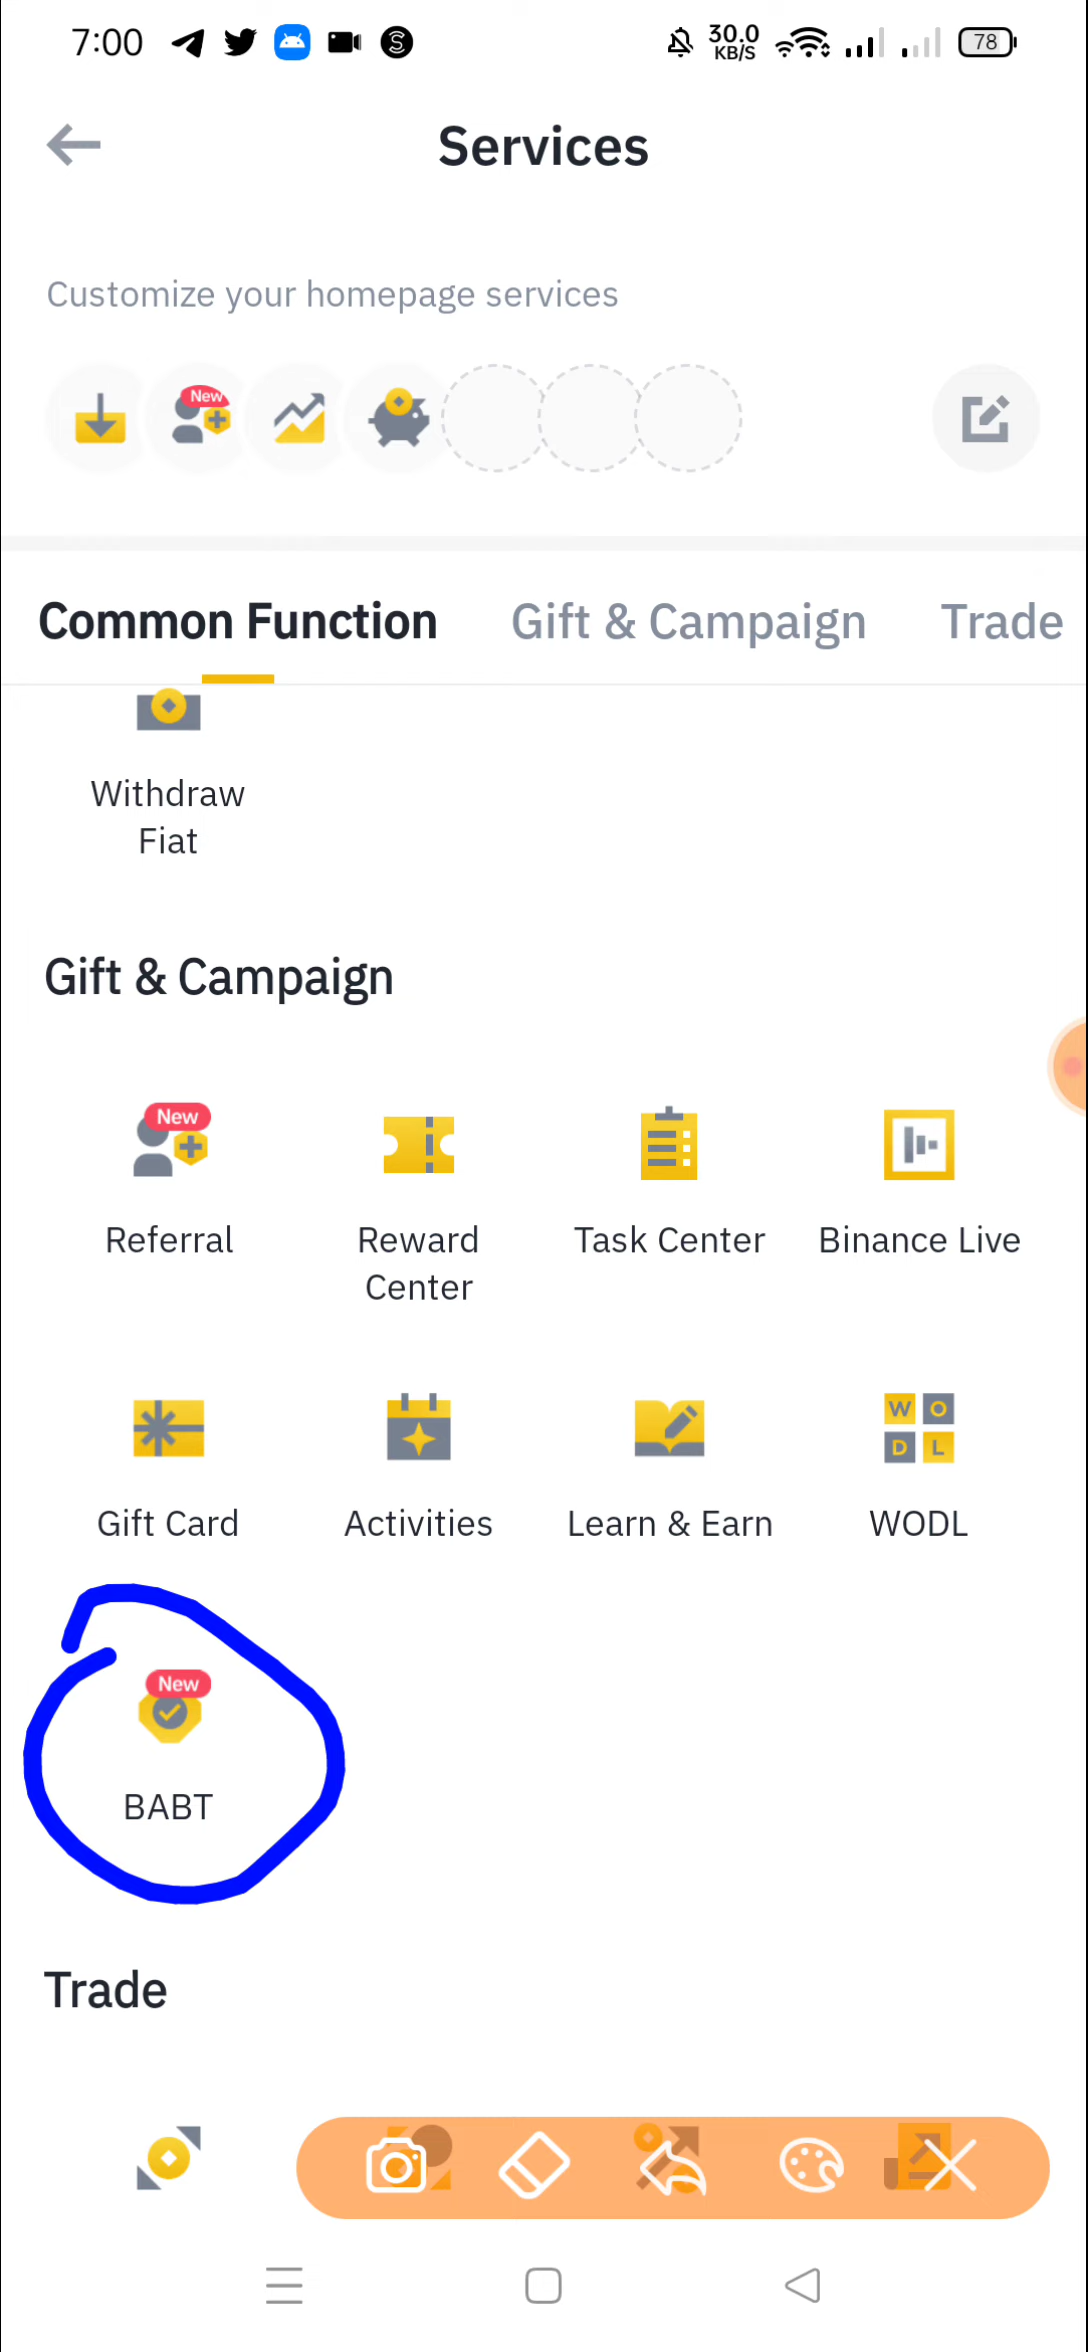 7:00
30.0
KB/S
78
Services
Customize your homepage services
New
Common Function
Gift & Campaign
Trade
Withdraw
Fiat
Gift & Campaign
New
Referral
Reward
Center
Task Center
Binance Live
Gift Card
Activities
Learn & Earn
W O
D L
WODL
New
BABT
Trade